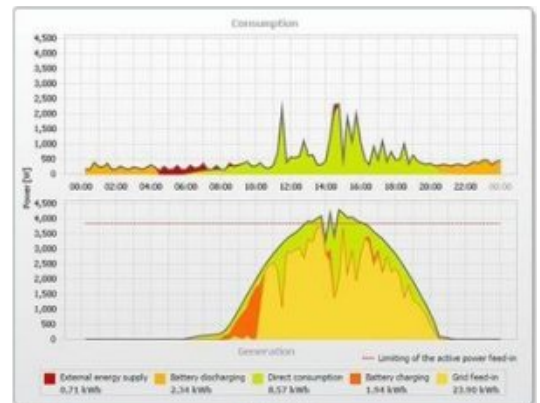 Consumption
4,500
4,000
3,500
3,000
2,500
2,000
1,500
1,000
500
0
00:00 02:00 04:00 06:00 08:00 10:00 12:00 14:00 16:00 18:00 20:00 22:00 00:00
Power [W]
4,500
4,000
3,500
3,000
2,500
2,000
1,500
1,000
500
0
Generation
Limiting of the active power feed-in
External energy supply Battery discharging Direct consumption Battery charging Grid feed-in
0.71 kWh 2.34 kWh 8.57 kWh 1.94 kWh 23.90 kWh